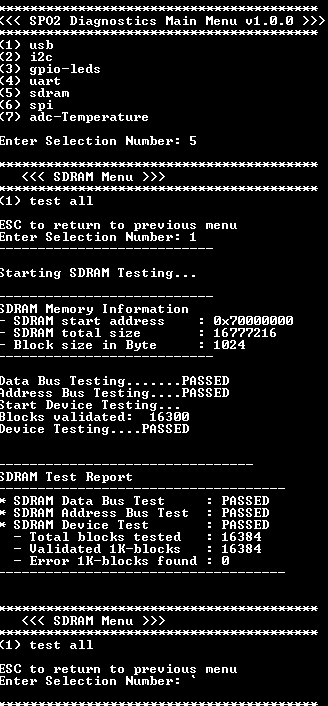 ****************************************
<<< SPO2 Diagnostics Main Menu v1.0.0 >>>
****************************************
(1) usb
(2) i2c
(3) gpio-leds
(4) uart
(5) sdram
(6) spi
(7) adc-Temperature
Enter Selection Number: 5
****************************************
<<< SDRAM Menu >>>
****************************************
(1) test all
ESC to return to previous menu
Enter Selection Number: 1
---------------------------
Starting SDRAM Testing...
---------------------------
SDRAM Memory Information
- SDRAM start address : 0x70000000
- SDRAM total size : 16777216
- Block size in Byte : 1024
---------------------------
Data Bus Testing.......PASSED
Address Bus Testing....PASSED
Start Device Testing...
Blocks validated: 16300
Device Testing....PASSED
--------------------------------
SDRAM Test Report
------------------------------------
* SDRAM Data Bus Test : PASSED
* SDRAM Address Bus Test : PASSED
* SDRAM Device Test : PASSED
- Total blocks tested : 16384
- Validated 1K-blocks : 16384
- Error 1K-blocks found : 0
------------------------------------
****************************************
<<< SDRAM Menu >>>
****************************************
(1) test all
ESC to return to previous menu
Enter Selection Number: `
****************************************